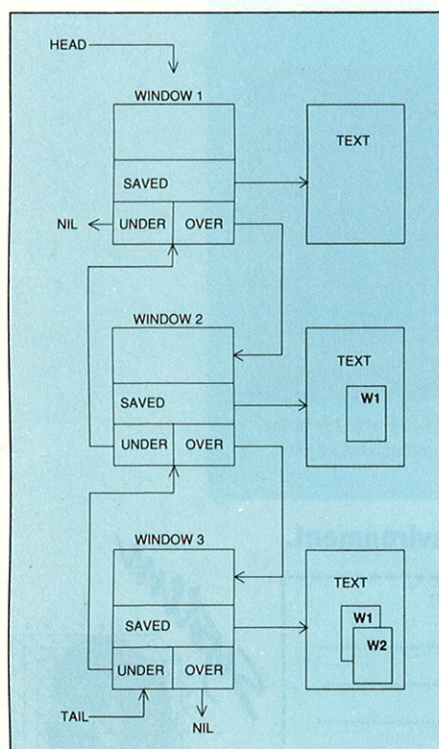 HEAD
WINDOW 1
TEXT
SAVED
NIL
UNDER OVER
WINDOW 2
TEXT
W1
SAVED
UNDER OVER
WINDOW 3
TEXT
W1
SAVED
W2
UNDER OVER
TAIL
NIL